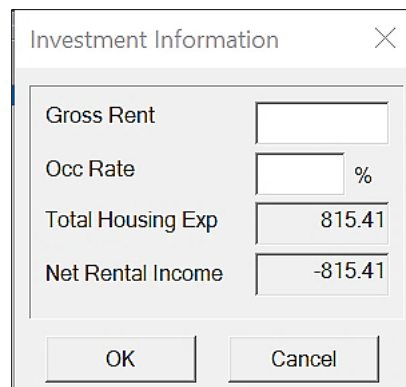 Investment Information
Gross Rent
Occ Rate %
Total Housing Exp 815.41
Net Rental Income -815.41
OK Cancel